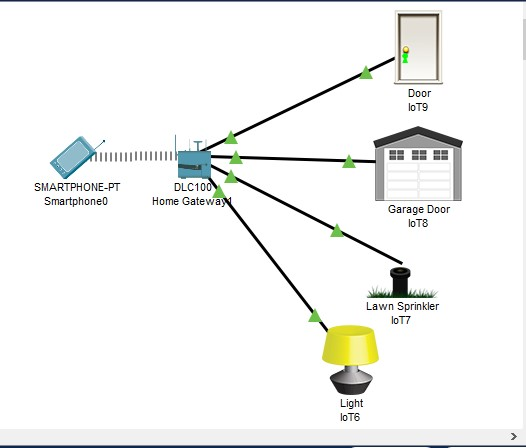 Door
IoT9
SMARTPHONE-PT
Smartphone0
DLC100
Home Gateway1
Garage Door
IoT8
Lawn Sprinkler
IoT7
Light
IoT6